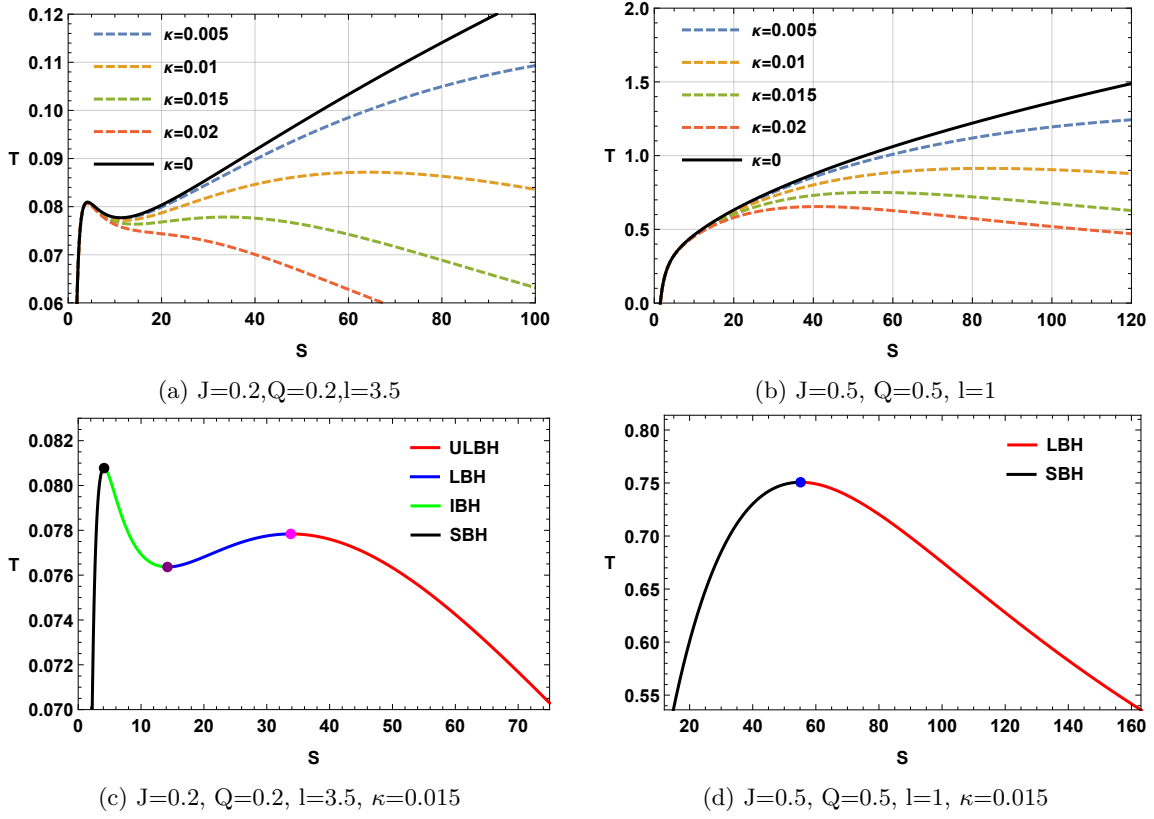 0.12
0.11
0.10
T 0.09
0.08
0.07
0.06
κ=0.005
κ=0.01
κ=0.015
κ=0.02
κ=0
0 20 40 60 80 100
S
(a) J=0.2,Q=0.2,l=3.5
2.0
1.5
T 1.0
0.5
0.0
κ=0.005
κ=0.01
κ=0.015
κ=0.02
κ=0
0 20 40 60 80 100 120
S
(b) J=0.5, Q=0.5, l=1
0.082
0.080
0.078
T 0.076
0.074
0.072
0.070
ULBH
LBH
IBH
SBH
0 10 20 30 40 50 60 70
S
(c) J=0.2, Q=0.2, l=3.5, κ=0.015
0.80
0.75
0.70
T 0.65
0.60
0.55
LBH
SBH
20 40 60 80 100 120 140 160
S
(d) J=0.5, Q=0.5, l=1, κ=0.015